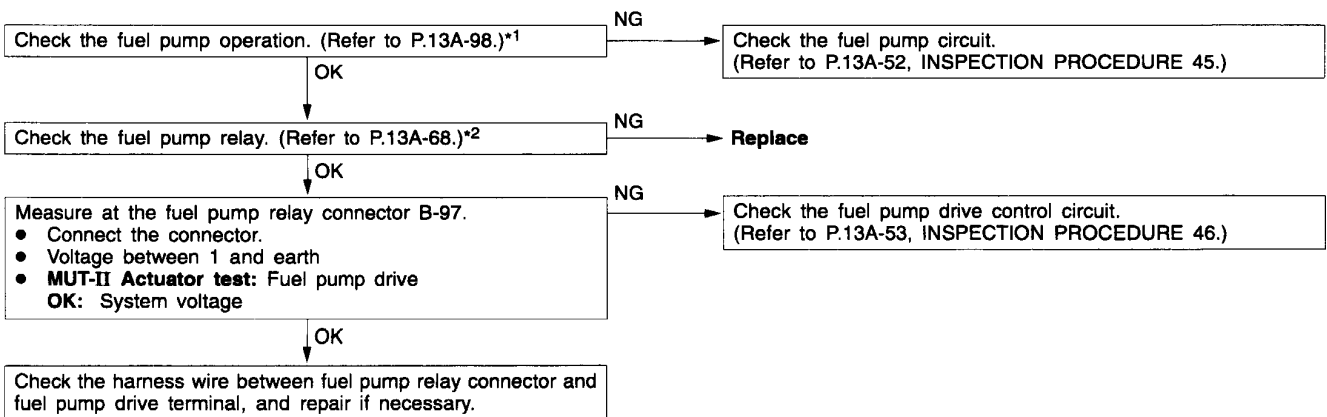 Check the fuel pump operation. (Refer to P.13A-98.)*1
NG
Check the fuel pump circuit.
(Refer to P.13A-52, INSPECTION PROCEDURE 45.)
OK
Check the fuel pump relay. (Refer to P.13A-68.)*2
NG
Replace
OK
Measure at the fuel pump relay connector B-97.
● Connect the connector.
● Voltage between 1 and earth
● MUT-II Actuator test: Fuel pump drive
OK: System voltage
NG
Check the fuel pump drive control circuit.
(Refer to P.13A-53, INSPECTION PROCEDURE 46.)
OK
Check the harness wire between fuel pump relay connector and
fuel pump drive terminal, and repair if necessary.